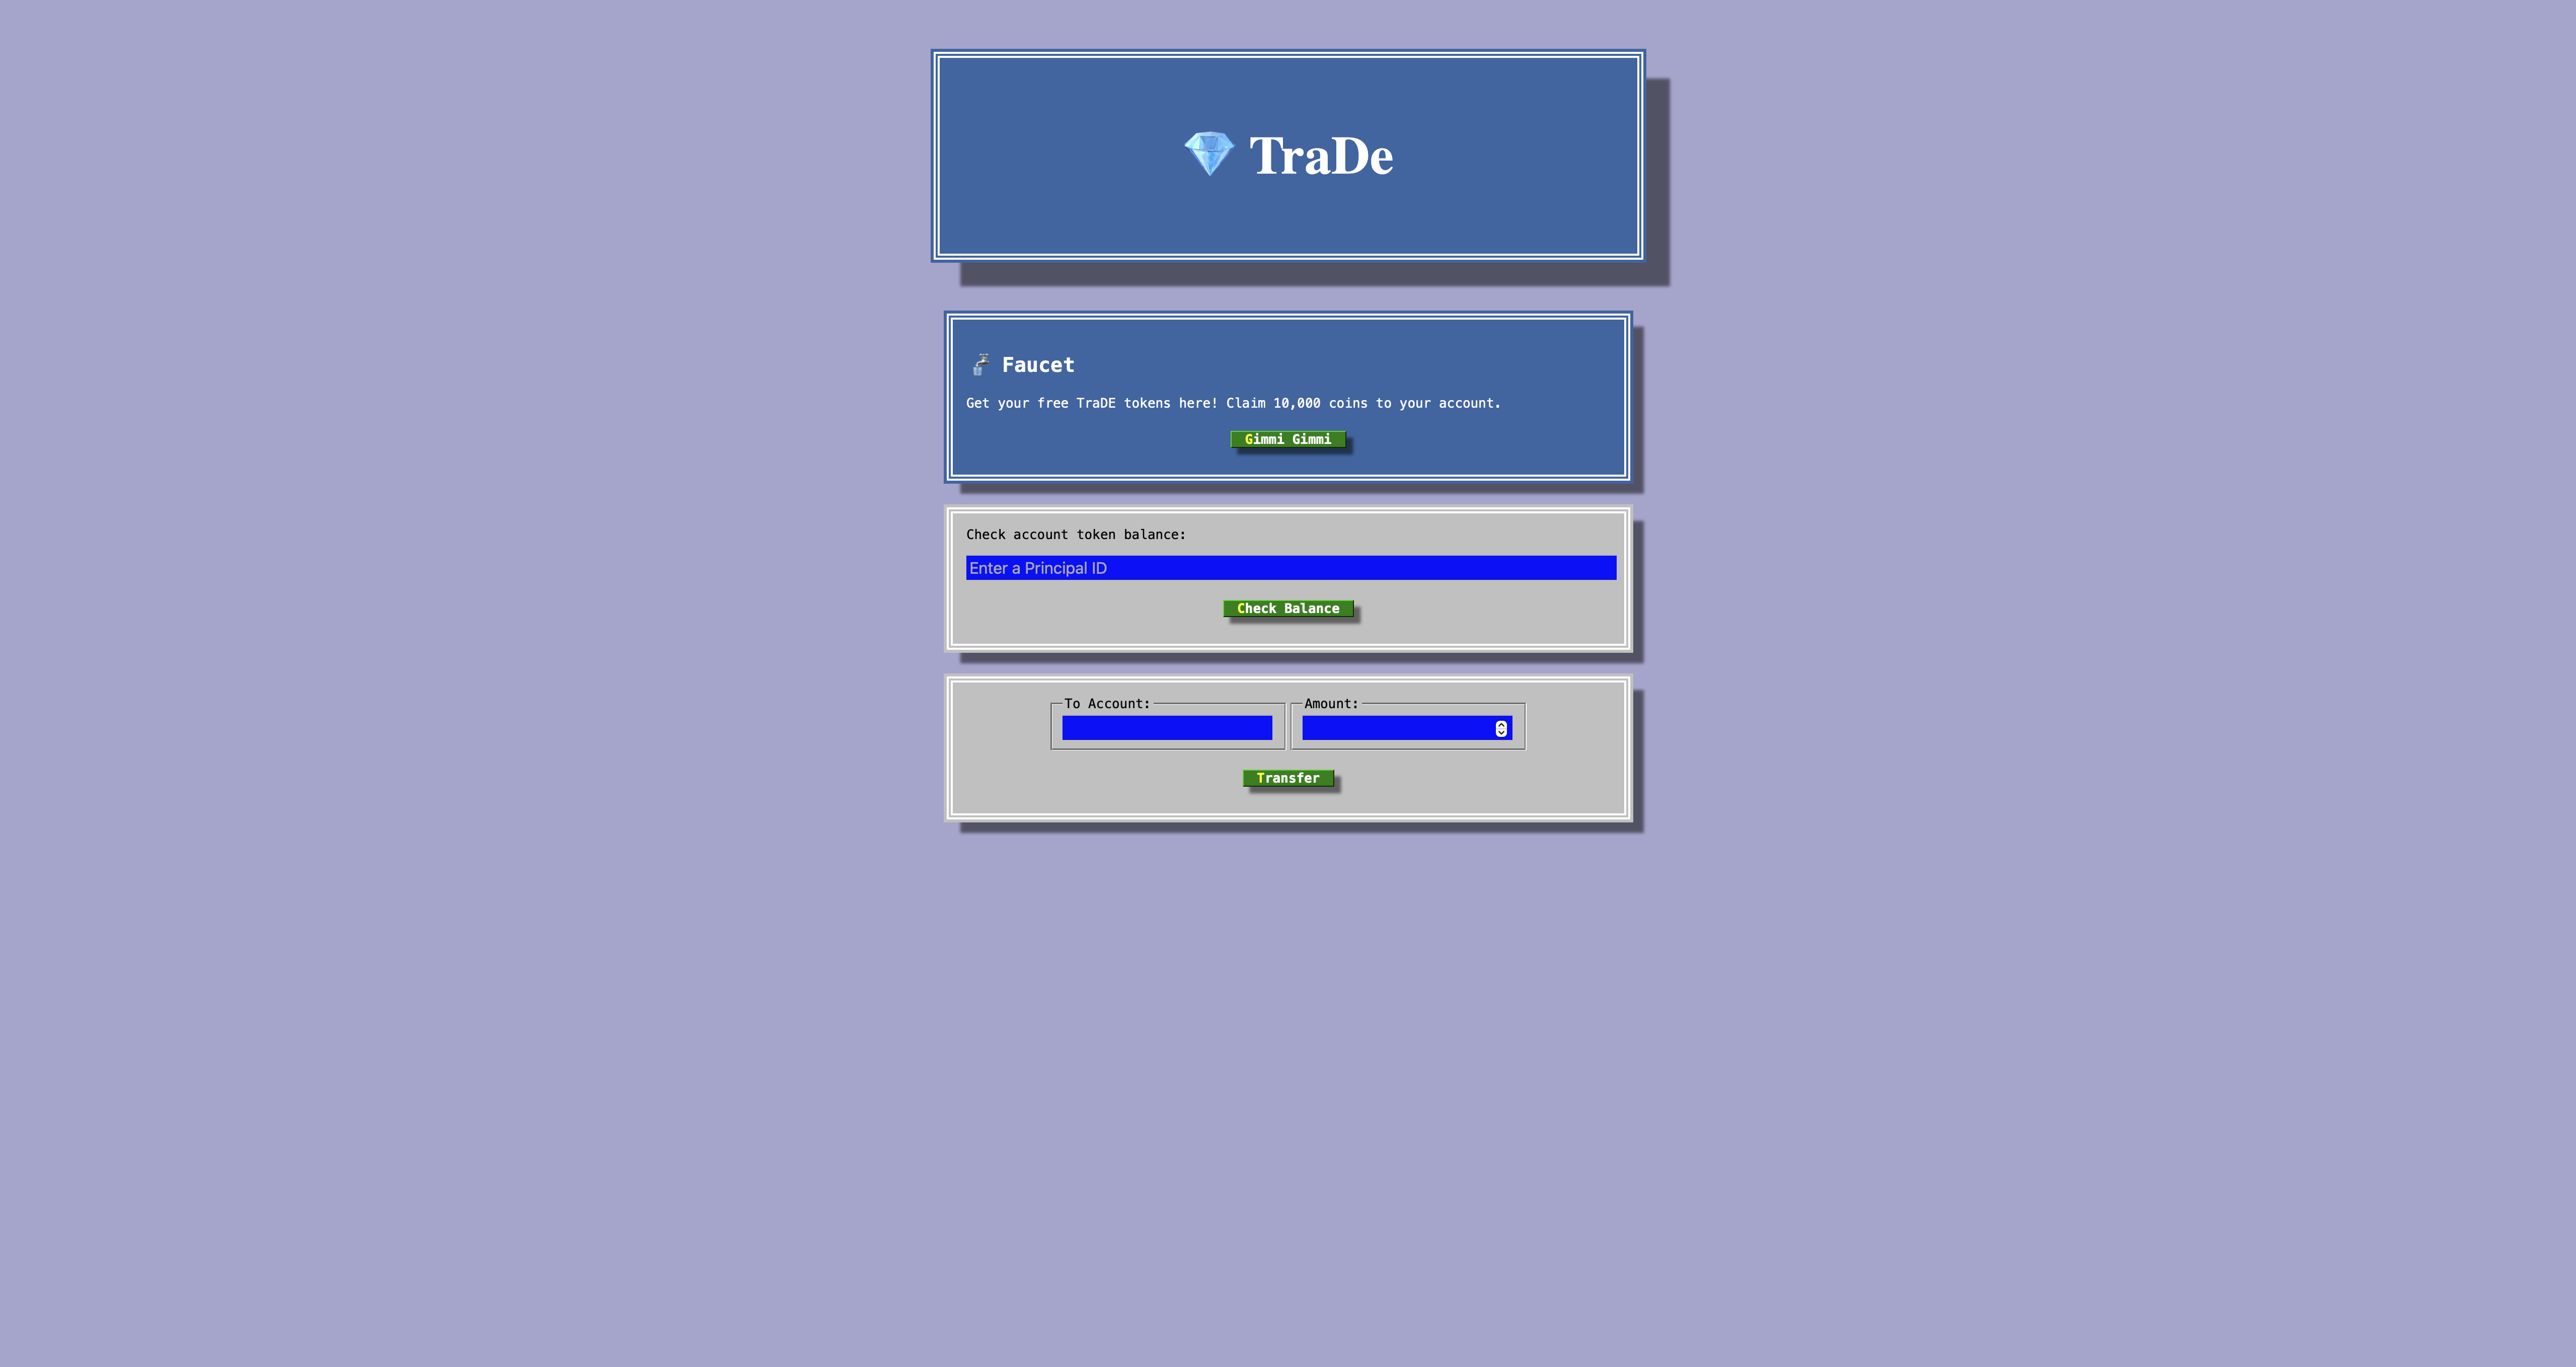 💎 TraDe
🚰 Faucet
Get your free TraDE tokens here! Claim 10,000 coins to your account.
Gimmi Gimmi
Check account token balance:
Enter a Principal ID
Check Balance
To Account: Amount:
Transfer